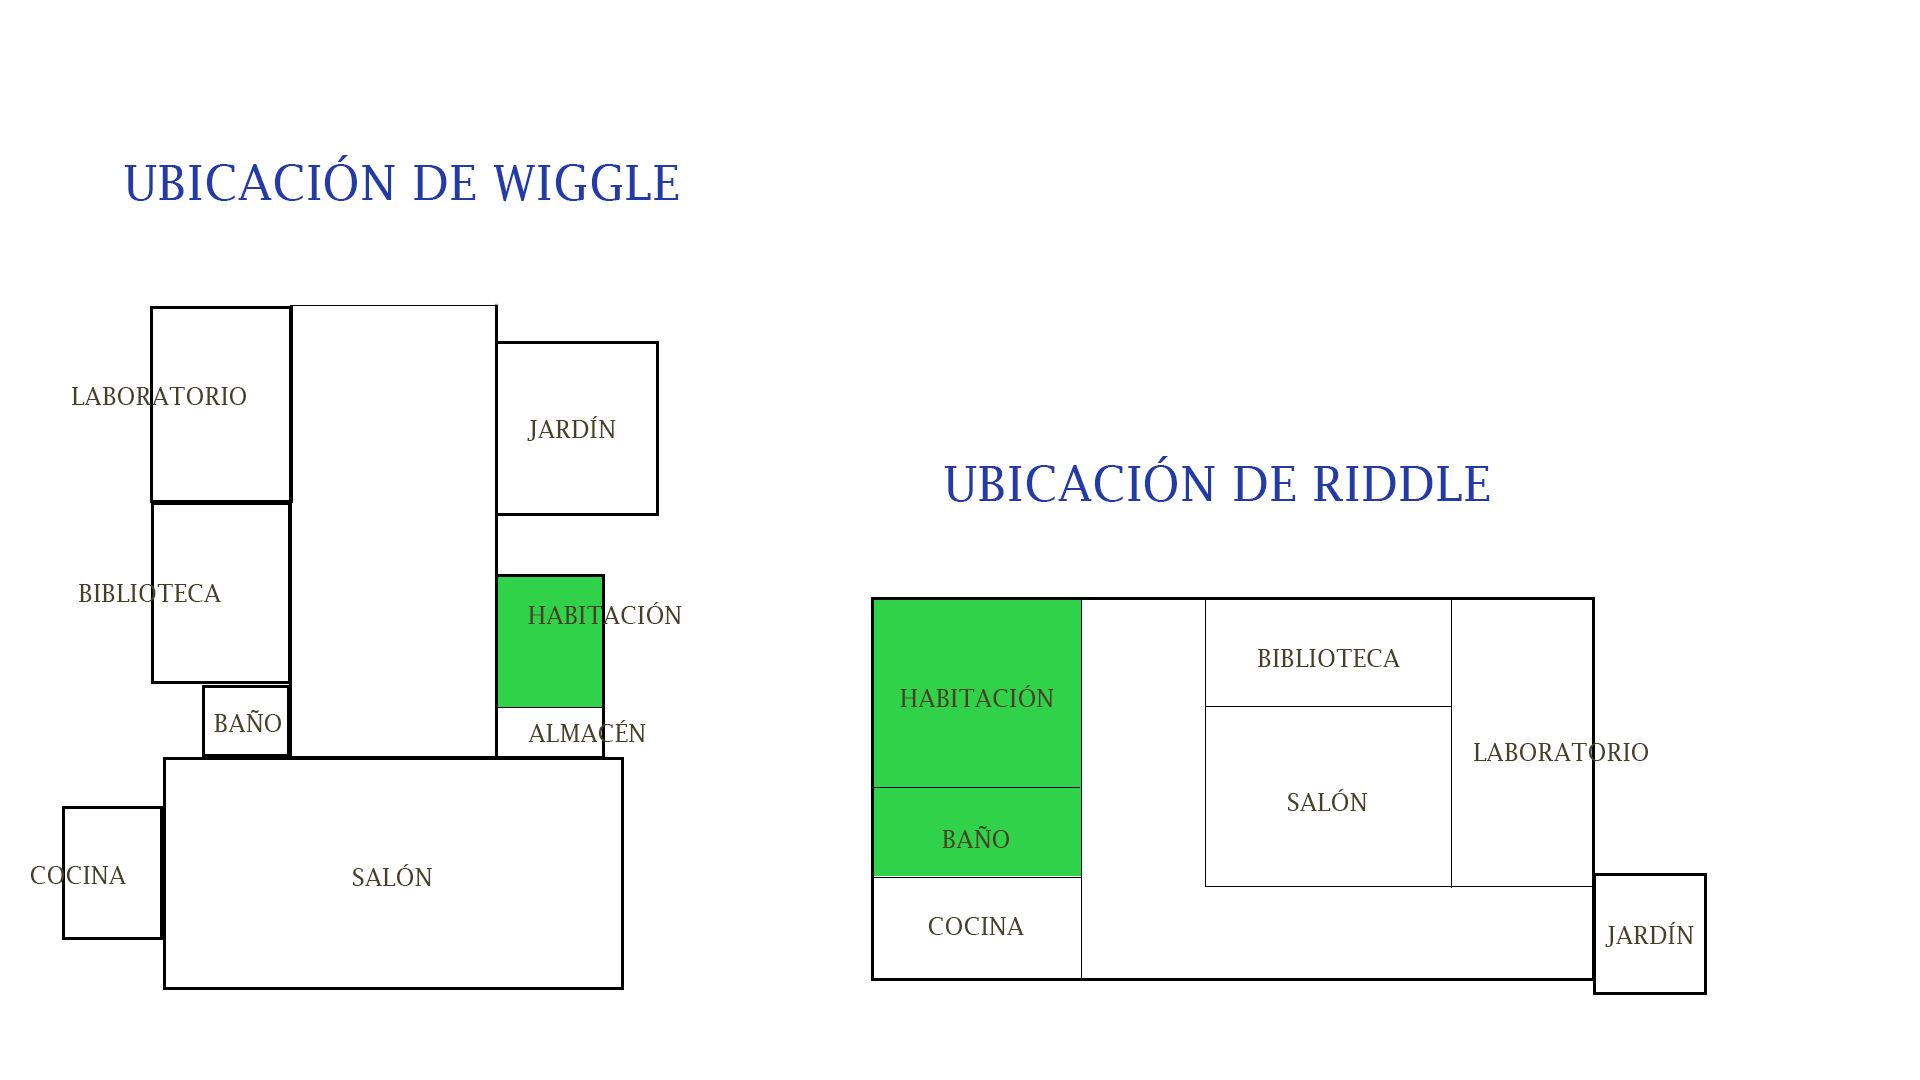 UBICACIÓN DE WIGGLE
LABORATORIO
JARDÍN
BIBLIOTECA
HABITACIÓN
BAÑO
ALMACÉN
COCINA
SALÓN
UBICACIÓN DE RIDDLE
HABITACIÓN
BIBLIOTECA
LABORATORIO
SALÓN
BAÑO
COCINA
JARDÍN